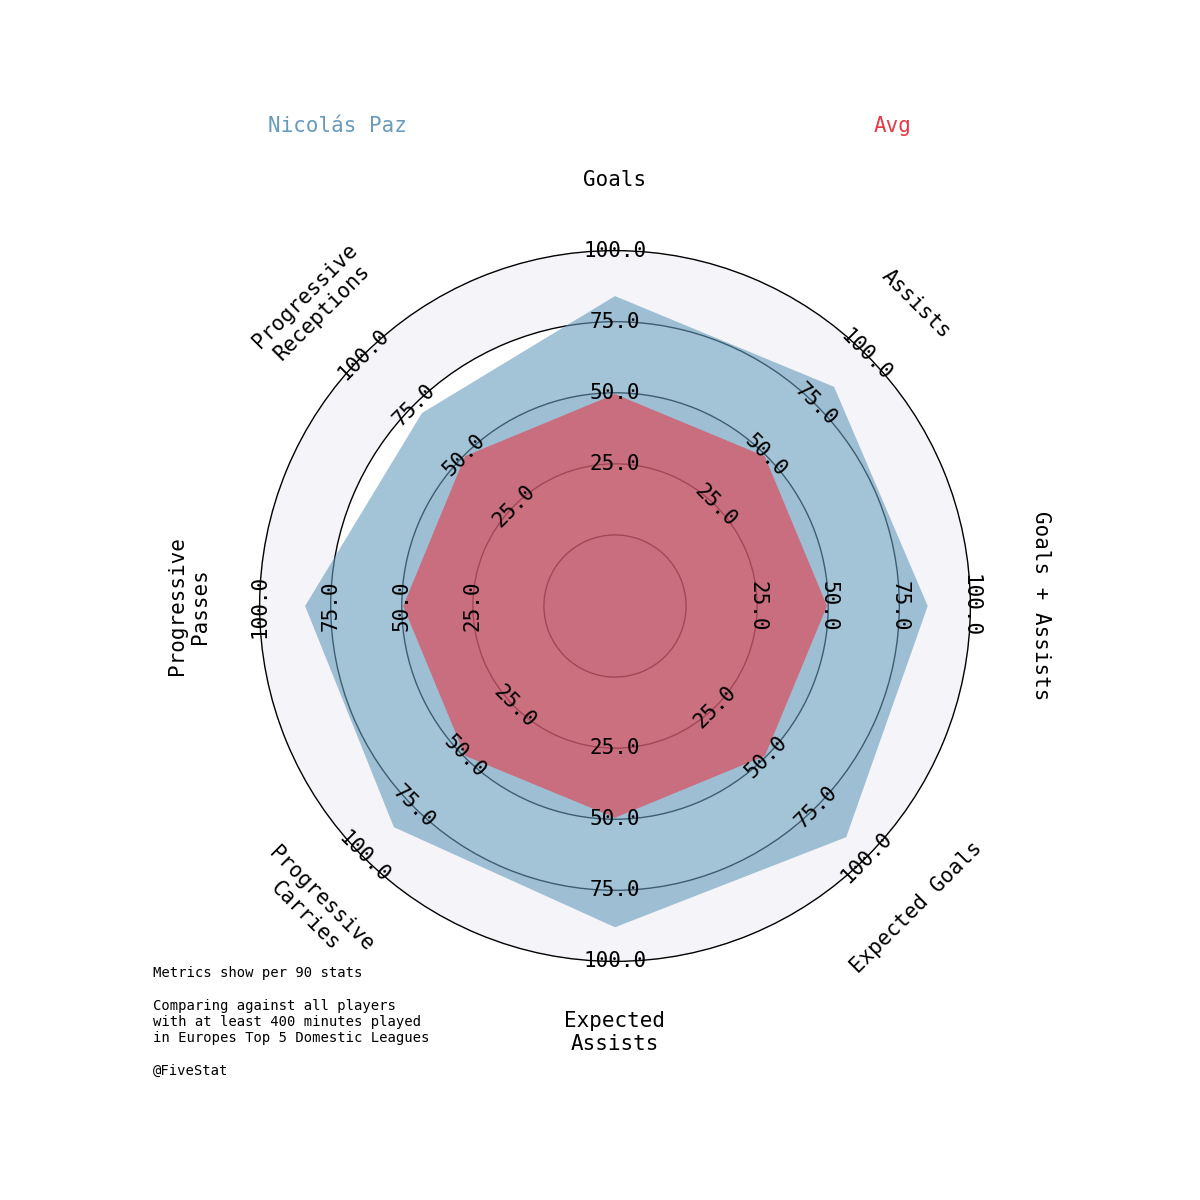 Nicolás Paz
Avg
Goals
Assists
Goals + Assists
Expected Goals
Expected
Assists
Progressive
Carries
Progressive
Passes
Progressive
Receptions
25.0
50.0
75.0
100.0
25.0
50.0
75.0
100.0
25.0
50.0
75.0
100.0
25.0
50.0
75.0
100.0
25.0
50.0
75.0
100.0
25.0
50.0
75.0
100.0
25.0
50.0
75.0
100.0
25.0
50.0
75.0
100.0
Metrics show per 90 stats
Comparing against all players
with at least 400 minutes played
in Europes Top 5 Domestic Leagues
@FiveStat